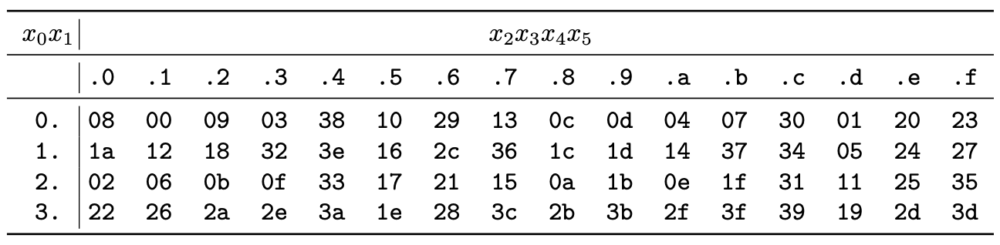 x₀x₁ x₂x₃x₄x₅
.0 .1 .2 .3 .4 .5 .6 .7 .8 .9 .a .b .c .d .e .f
0. 08 00 09 03 38 10 29 13 0c 0d 04 07 30 01 20 23
1. 1a 12 18 32 3e 16 2c 36 1c 1d 14 37 34 05 24 27
2. 02 06 0b 0f 33 17 21 15 0a 1b 0e 1f 31 11 25 35
3. 22 26 2a 2e 3a 1e 28 3c 2b 3b 2f 3f 39 19 2d 3d